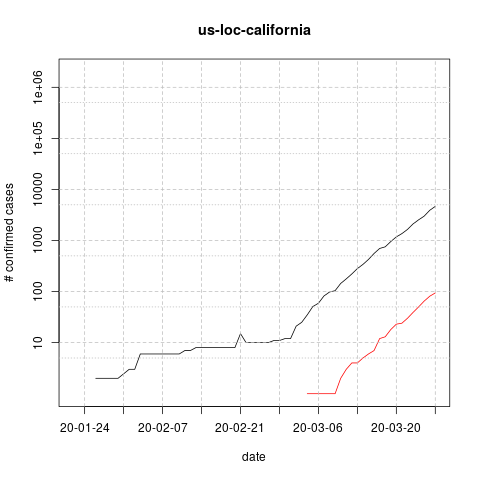 us-loc-california
# confirmed cases
1e+06
1e+05
10000
1000
100
10
20-01-24
20-02-07
20-02-21
20-03-06
20-03-20
date